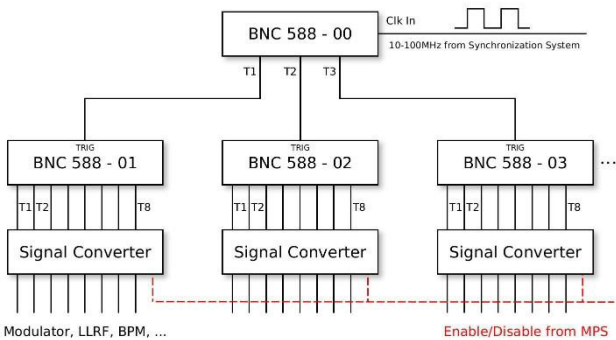 BNC 588 - 00
Clk In
10-100MHz from Synchronization System
T1 T2 T3
TRIG TRIG TRIG
BNC 588 - 01 BNC 588 - 02 BNC 588 - 03 ...
T1 T2 T8 T1 T2 T8 T1 T2 T8
Signal Converter Signal Converter Signal Converter
Modulator, LLRF, BPM, ... Enable/Disable from MPS